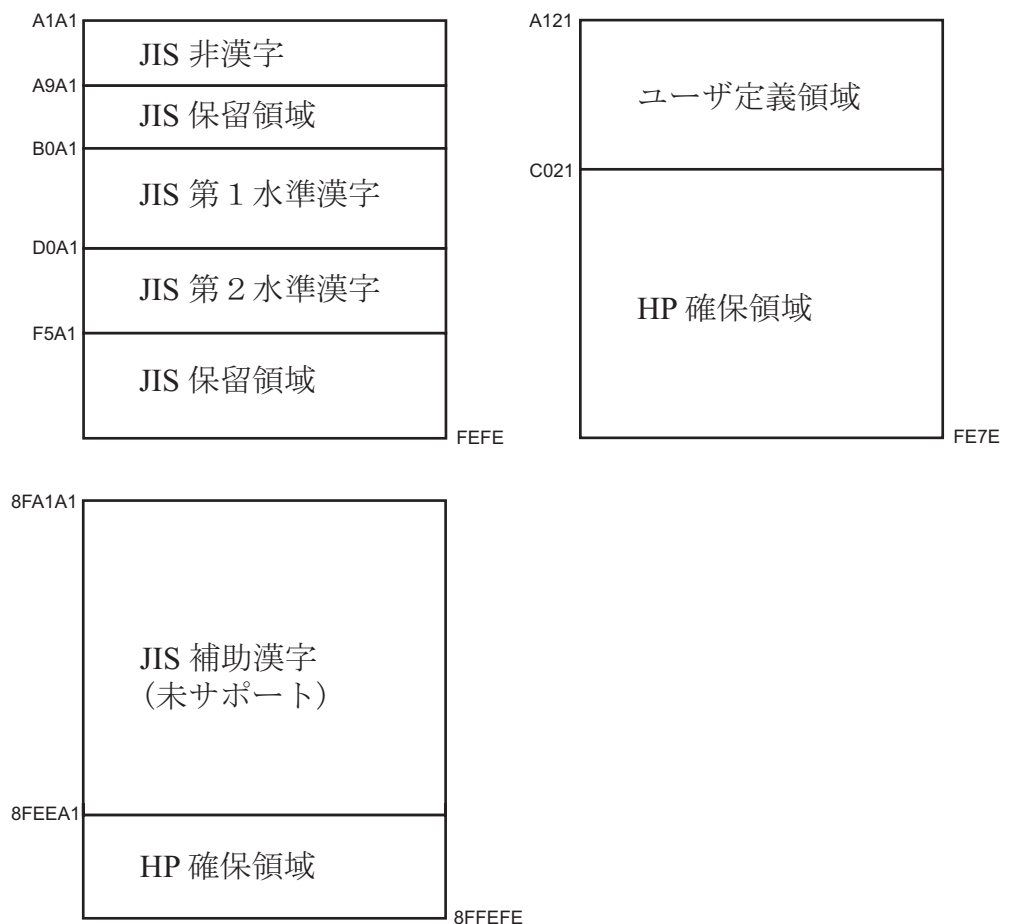 A1A1
JIS 非漢字
A9A1
JIS 保留領域
B0A1
JIS 第１水準漢字
D0A1
JIS 第２水準漢字
F5A1
JIS 保留領域
FEFE
A121
ユーザ定義領域
C021
HP 確保領域
FE7E
8FA1A1
JIS 補助漢字
（未サポート）
8FEEA1
HP 確保領域
8FFEFE